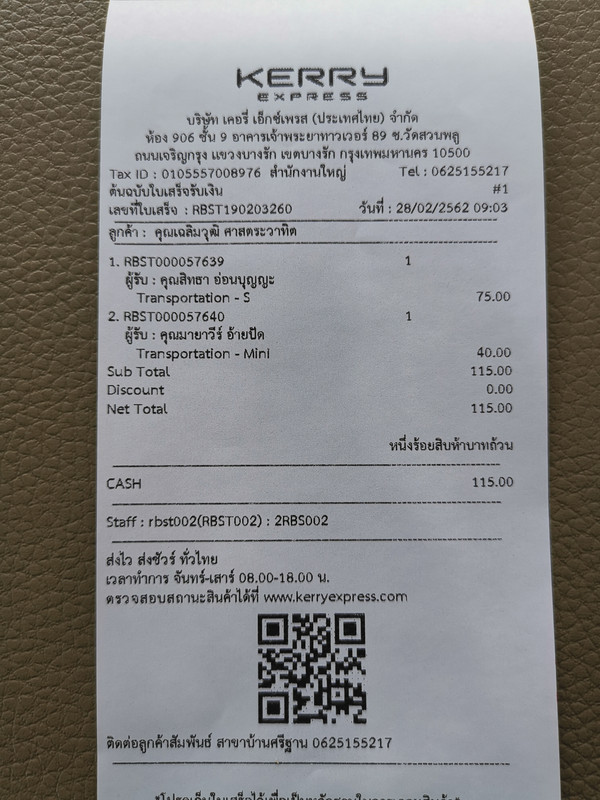 KERRY
EXPRESS
บริษัท เคอรี่ เอ็กซ์เพรส (ประเทศไทย) จำกัด
ห้อง 906 ชั้น 9 อาคารเจ้าพระยาทาวเวอร์ 89 ซ.วัดสวนพลู
ถนนเจริญกรุง แขวงบางรัก เขตบางรัก กรุงเทพมหานคร 10500
Tax ID : 0105557008976 สำนักงานใหญ่ Tel : 0625155217
ต้นฉบับใบเสร็จรับเงิน #1
เลขที่ใบเสร็จ : RBST190203260 วันที่ : 28/02/2562 09:03
ลูกค้า : คุณเฉลิมวุฒิ ศาสตระวาทิต
1. RBST000057639 1
ผู้รับ : คุณสิทธา อ่อนบุญญะ
Transportation - S 75.00
2. RBST000057640 1
ผู้รับ : คุณมายาวีร์ อ้ายปัด
Transportation - Mini 40.00
Sub Total 115.00
Discount 0.00
Net Total 115.00
หนึ่งร้อยสิบห้าบาทถ้วน
CASH 115.00
Staff : rbst002(RBST002) : 2RBS002
ส่งไว ส่งชัวร์ ทั่วไทย
เวลาทำการ จันทร์-เสาร์ 08.00-18.00 น.
ตรวจสอบสถานะสินค้าได้ที่ www.kerryexpress.com
ติดต่อลูกค้าสัมพันธ์ สาขาบ้านศรีฐาน 0625155217